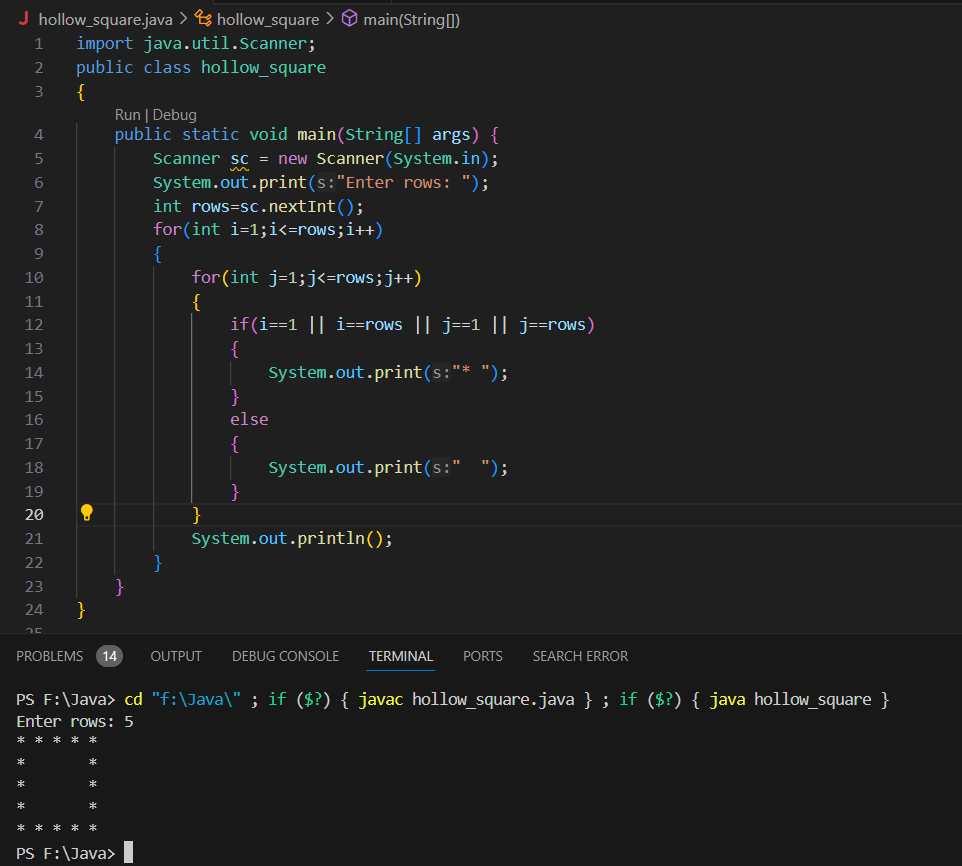 hollow_square.java > hollow_square > main(String[])
1 import java.util.Scanner;
2 public class hollow_square
3 {
Run | Debug
4     public static void main(String[] args) {
5         Scanner sc = new Scanner(System.in);
6         System.out.print(s:"Enter rows: ");
7         int rows=sc.nextInt();
8         for(int i=1;i<=rows;i++)
9         {
10             for(int j=1;j<=rows;j++)
11             {
12                 if(i==1 || i==rows || j==1 || j==rows)
13                 {
14                     System.out.print(s:"* ");
15                 }
16                 else
17                 {
18                     System.out.print(s:"  ");
19                 }
20             }
21             System.out.println();
22         }
23     }
24 }
25
PROBLEMS 14 OUTPUT DEBUG CONSOLE TERMINAL PORTS SEARCH ERROR
PS F:\Java> cd "f:\Java\" ; if ($?) { javac hollow_square.java } ; if ($?) { java hollow_square }
Enter rows: 5
* * * * *
*       *
*       *
*       *
* * * * *
PS F:\Java>